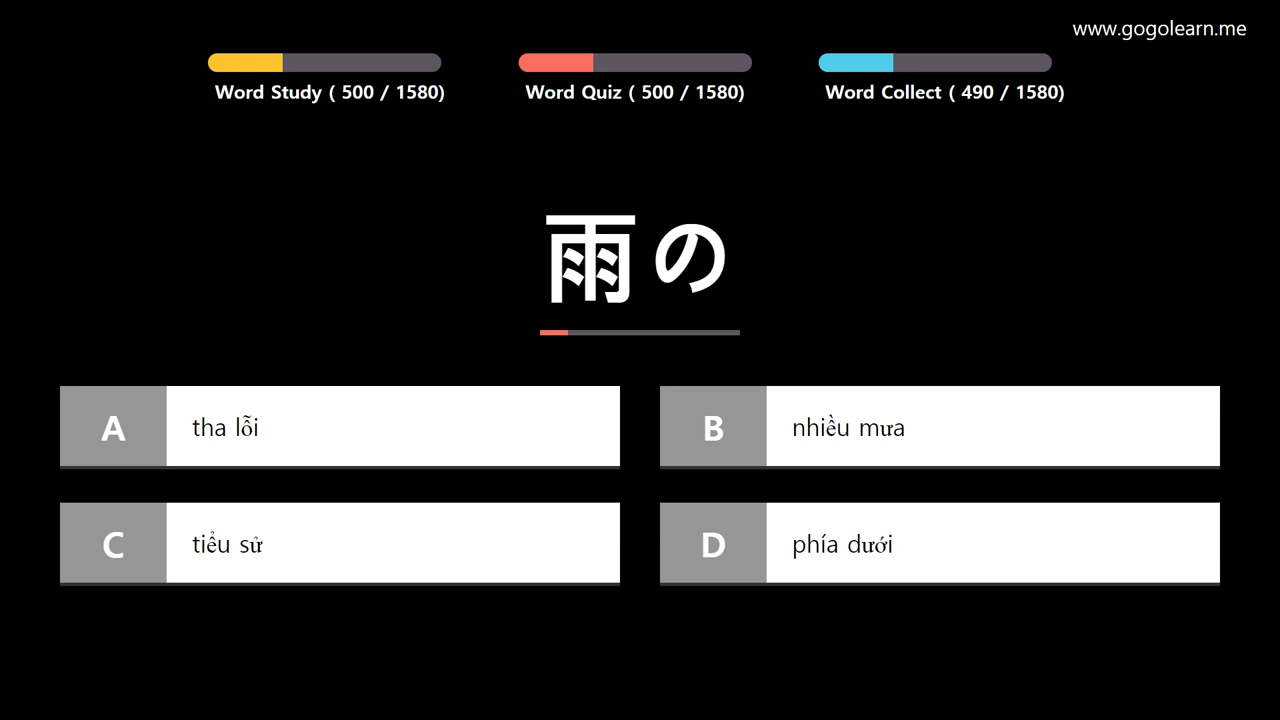 www.gogolearn.me
Word Study ( 500 / 1580)
Word Quiz ( 500 / 1580)
Word Collect ( 490 / 1580)
雨の
A tha lỗi
B nhiều mưa
C tiểu sử
D phía dưới